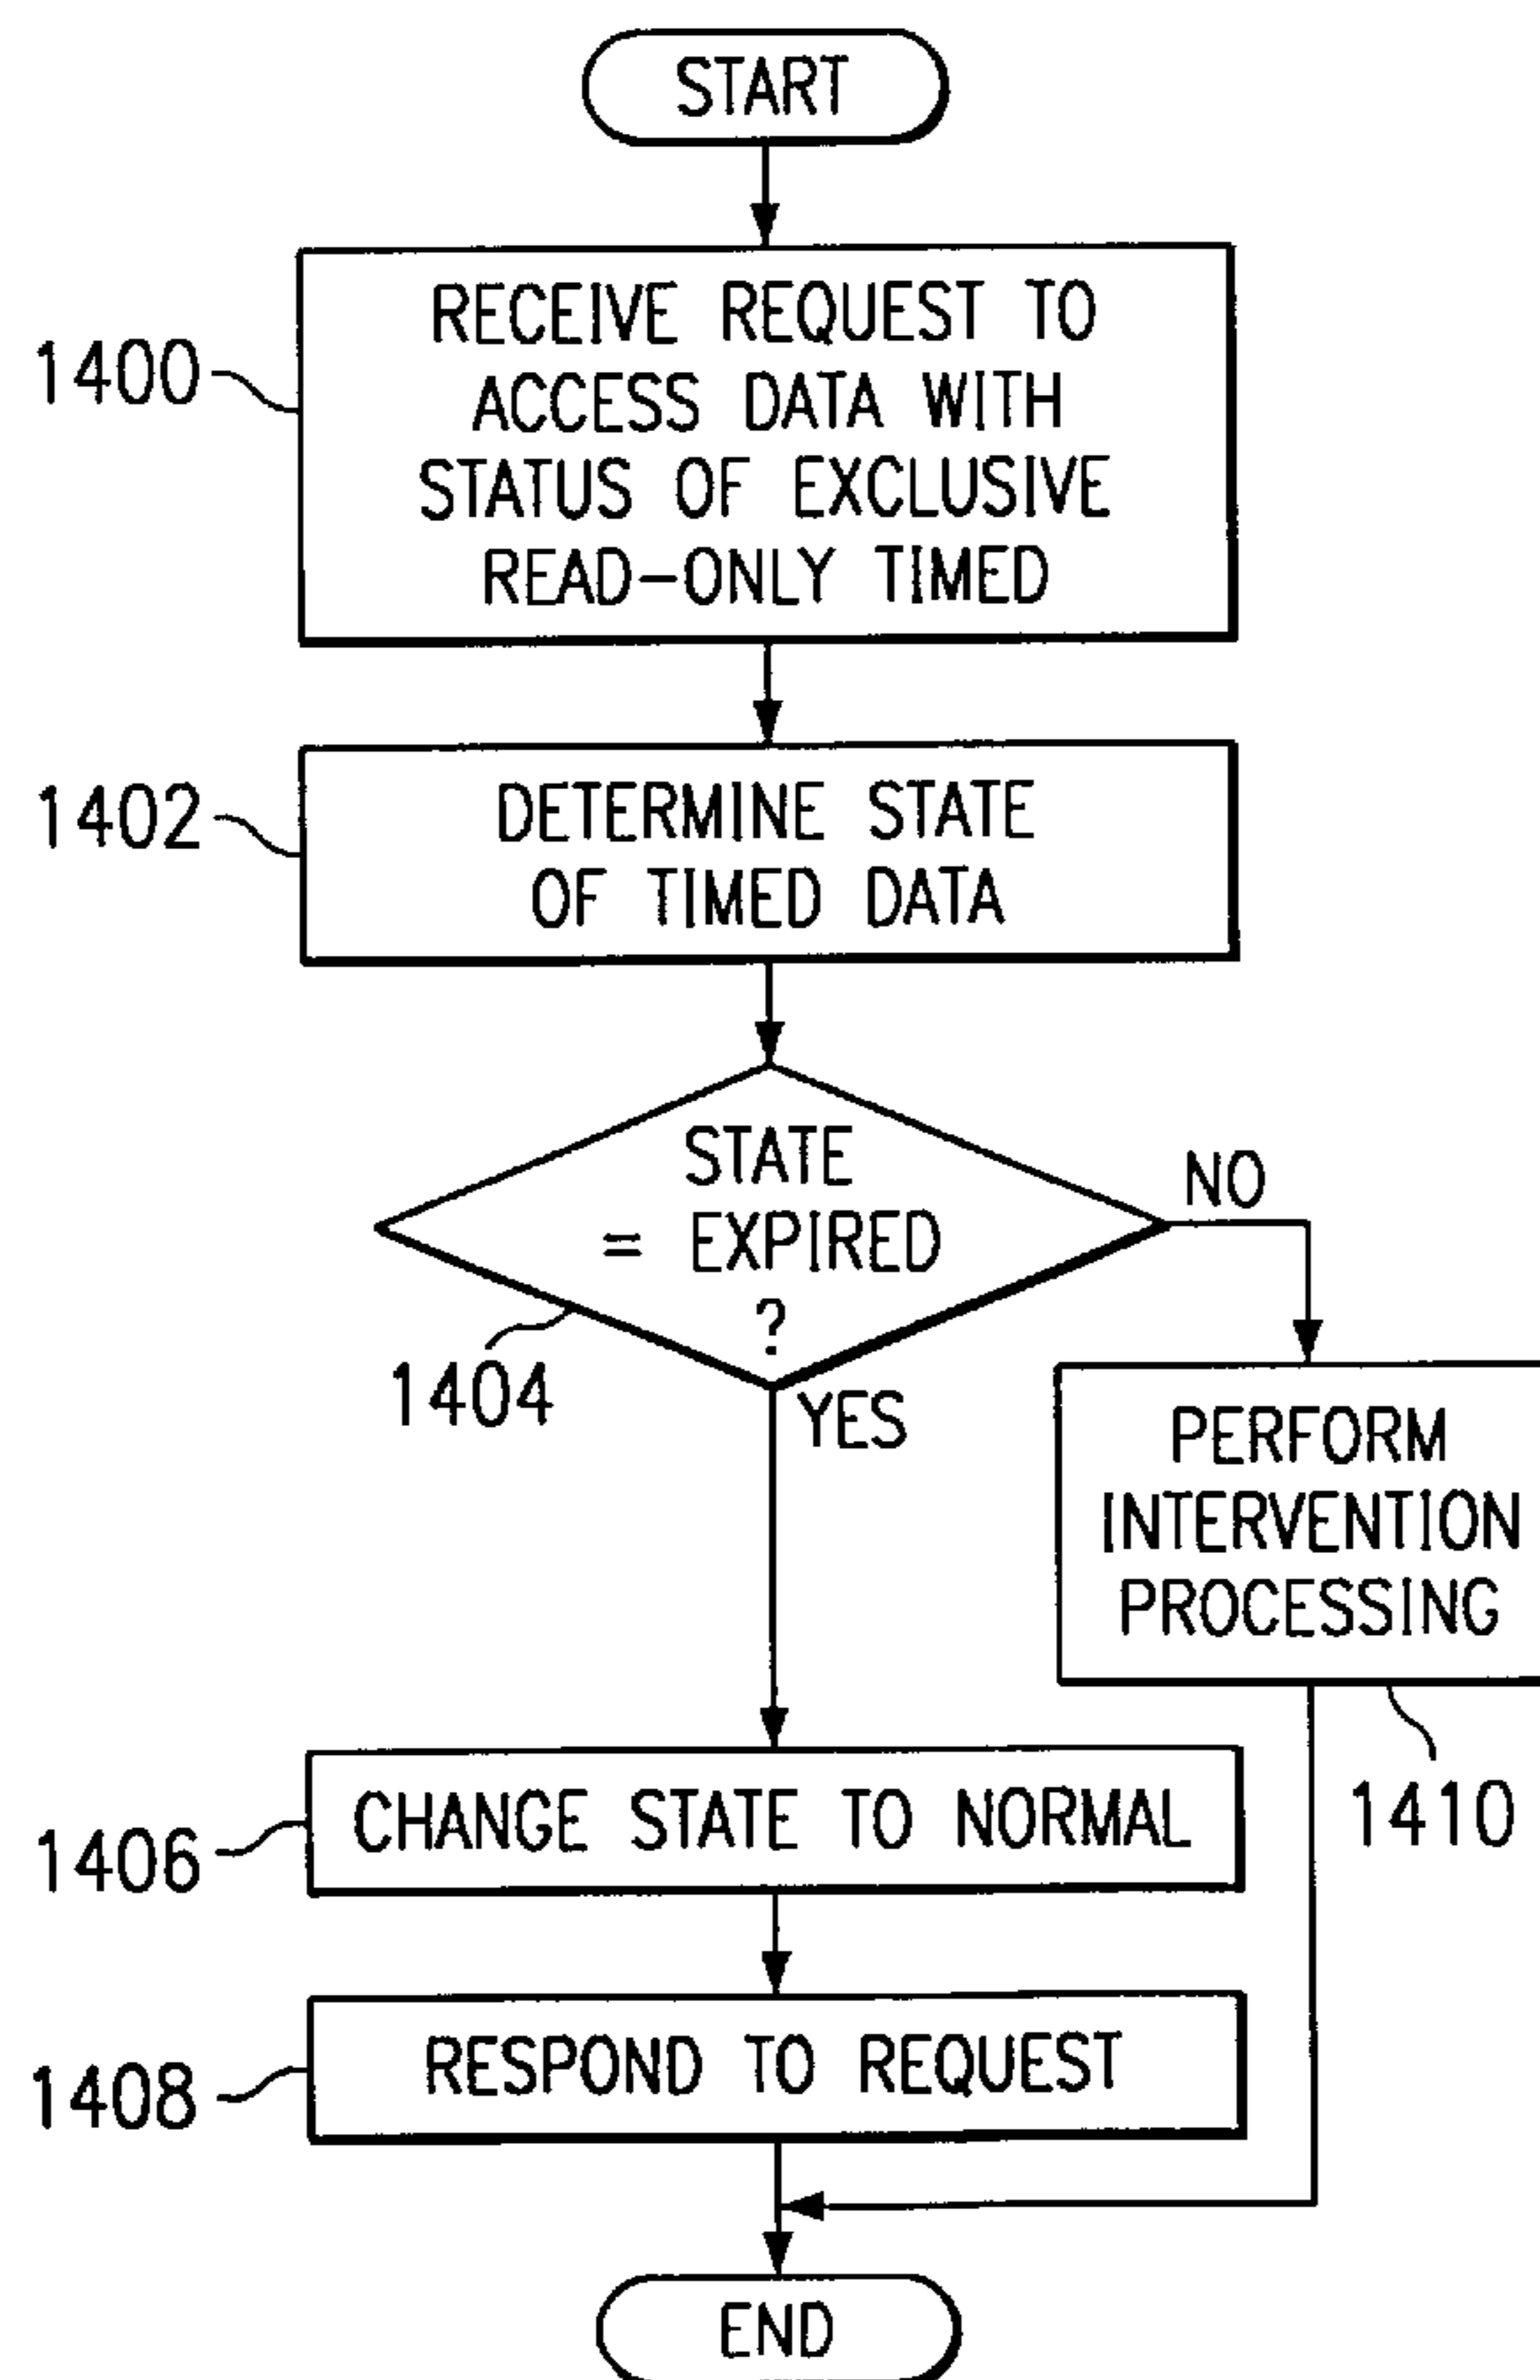 START
1400
RECEIVE REQUEST TO
ACCESS DATA WITH
STATUS OF EXCLUSIVE
READ-ONLY TIMED
1402
DETERMINE STATE
OF TIMED DATA
STATE
= EXPIRED
?
1404
NO
YES
PERFORM
INTERVENTION
PROCESSING
1410
1406
CHANGE STATE TO NORMAL
1408
RESPOND TO REQUEST
END